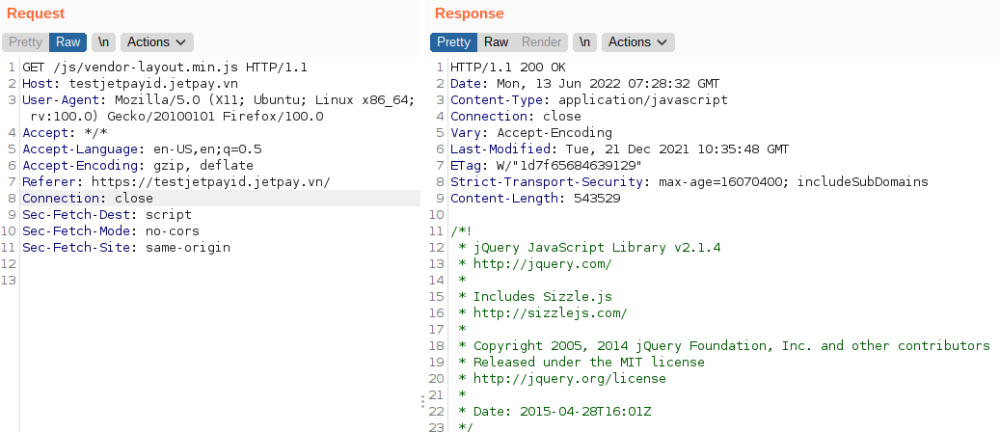 Request
Pretty Raw \n Actions
1 GET /js/vendor-layout.min.js HTTP/1.1
2 Host: testjetpayid.jetpay.vn
3 User-Agent: Mozilla/5.0 (X11; Ubuntu; Linux x86_64;
rv:100.0) Gecko/20100101 Firefox/100.0
4 Accept: */*
5 Accept-Language: en-US,en;q=0.5
6 Accept-Encoding: gzip, deflate
7 Referer: https://testjetpayid.jetpay.vn/
8 Connection: close
9 Sec-Fetch-Dest: script
10 Sec-Fetch-Mode: no-cors
11 Sec-Fetch-Site: same-origin
12
13
Response
Pretty Raw Render \n Actions
1 HTTP/1.1 200 OK
2 Date: Mon, 13 Jun 2022 07:28:32 GMT
3 Content-Type: application/javascript
4 Connection: close
5 Vary: Accept-Encoding
6 Last-Modified: Tue, 21 Dec 2021 10:35:48 GMT
7 ETag: W/"1d7f65684639129"
8 Strict-Transport-Security: max-age=16070400; includeSubDomains
9 Content-Length: 543529
10
11 /*!
12 * jQuery JavaScript Library v2.1.4
13 * http://jquery.com/
14 *
15 * Includes Sizzle.js
16 * http://sizzlejs.com/
17 *
18 * Copyright 2005, 2014 jQuery Foundation, Inc. and other contributors
19 * Released under the MIT license
20 * http://jquery.org/license
21 *
22 * Date: 2015-04-28T16:01Z
23 */